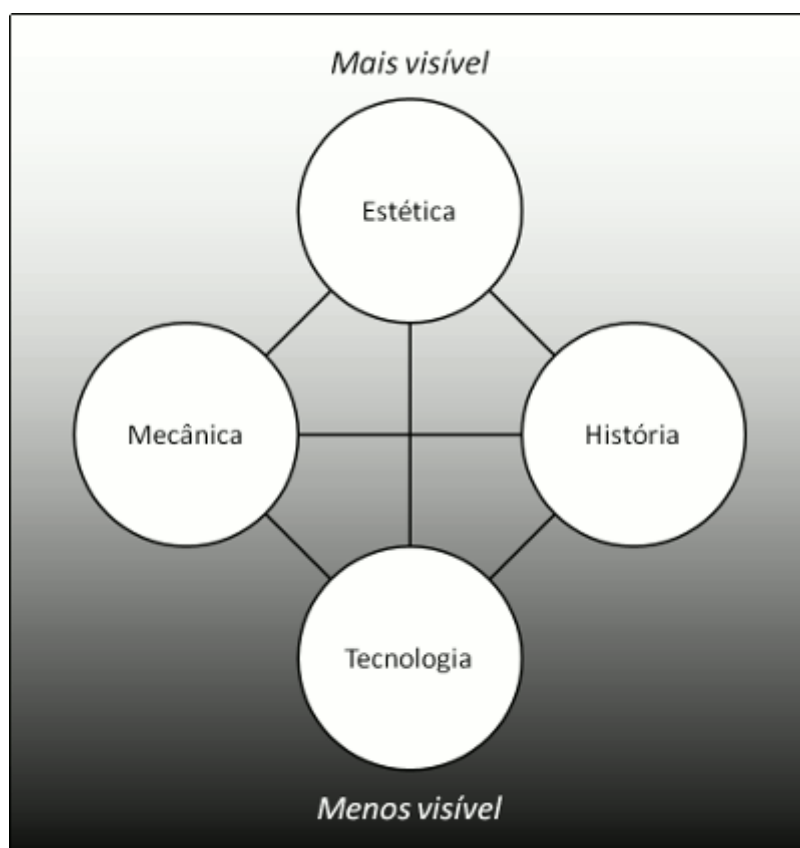 Mais visível
Estética
Mecânica
História
Tecnologia
Menos visível